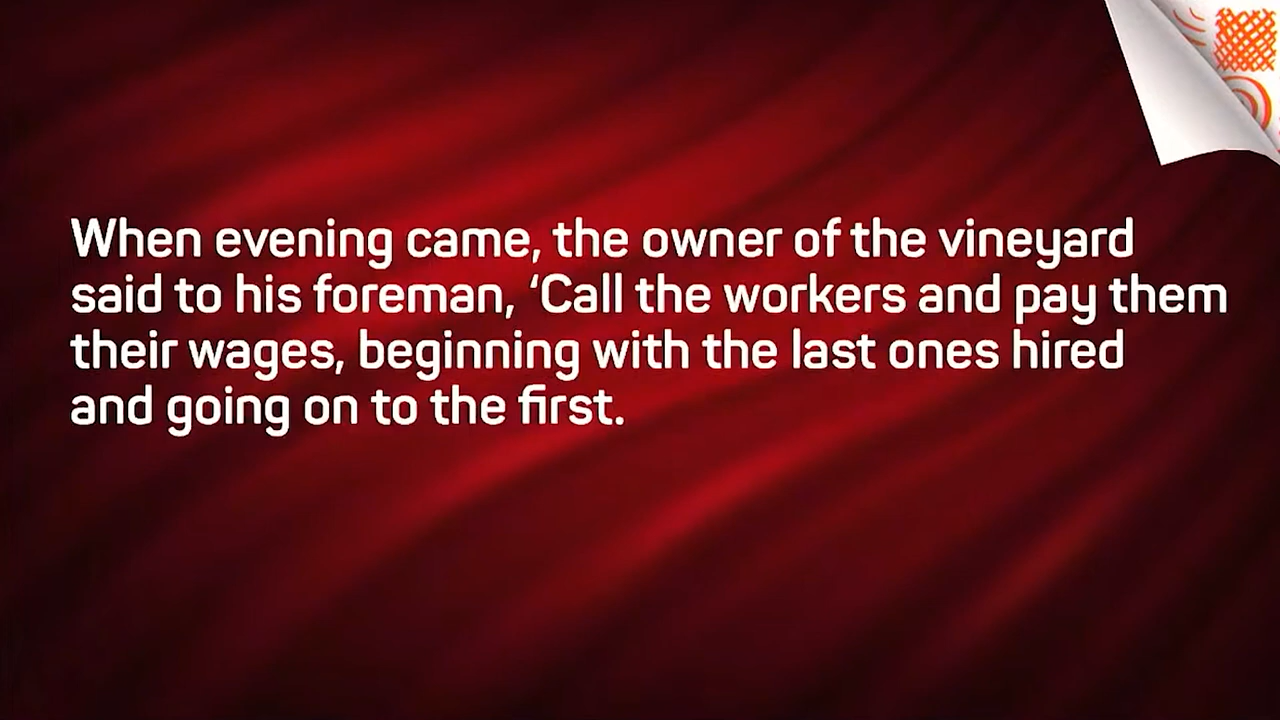 When evening came, the owner of the vineyard
said to his foreman, ‘Call the workers and pay them
their wages, beginning with the last ones hired
and going on to the first.